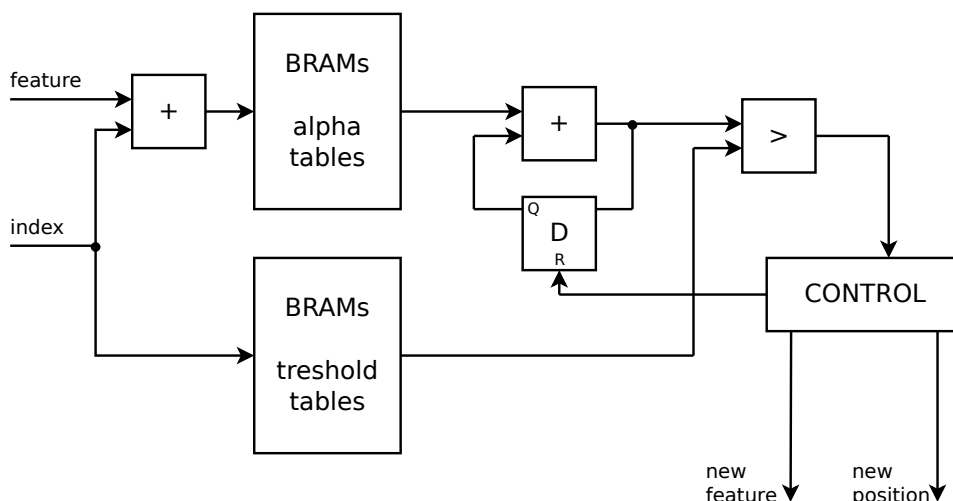 feature
+
BRAMs
alpha
tables
+
>
index
Q
D
R
BRAMs
treshold
tables
CONTROL
new
feature
new
position